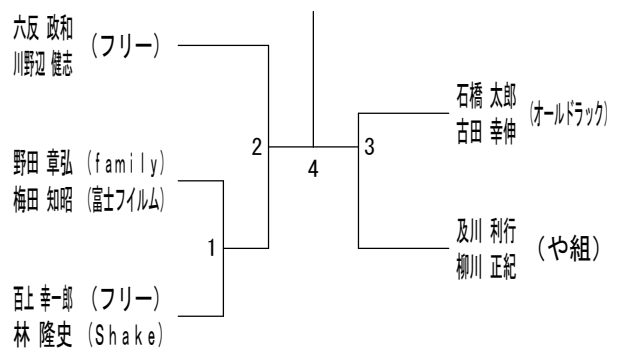 六反 政和
川野辺 健志
(フリー)
野田 章弘 (family)
梅田 知昭 (富士フイルム)
百上 幸一郎 (フリー)
林 隆史 (Shake)
1
2
4
3
石橋 太郎
古田 幸伸
(オールドラック)
及川 利行
柳川 正紀
(や組)